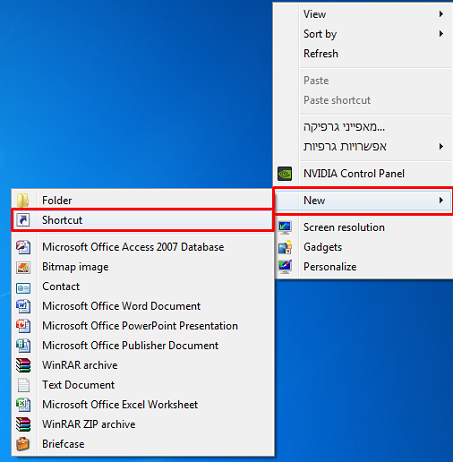 View
Sort by
Refresh
Paste
Paste shortcut
מאפייני גרפיקה...
אפשרויות גרפיות
NVIDIA Control Panel
New
Screen resolution
Gadgets
Personalize
Folder
Shortcut
Microsoft Office Access 2007 Database
Bitmap image
Contact
Microsoft Office Word Document
Microsoft Office PowerPoint Presentation
Microsoft Office Publisher Document
WinRAR archive
Text Document
Microsoft Office Excel Worksheet
WinRAR ZIP archive
Briefcase